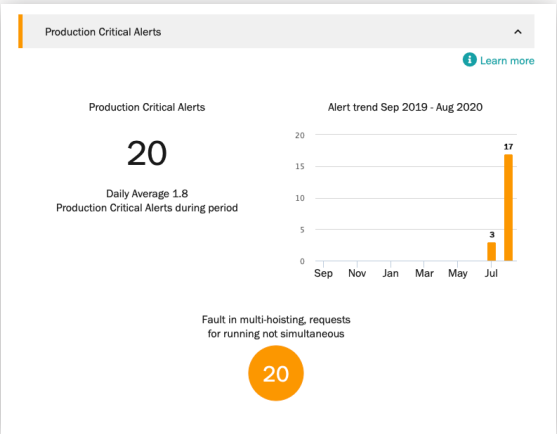 Production Critical Alerts
Learn more
Production Critical Alerts
20
Daily Average 1.8
Production Critical Alerts during period
Alert trend Sep 2019 - Aug 2020
20
15
10
5
0
17
3
Sep Nov Jan Mar May Jul
Fault in multi-hoisting, requests
for running not simultaneous
20